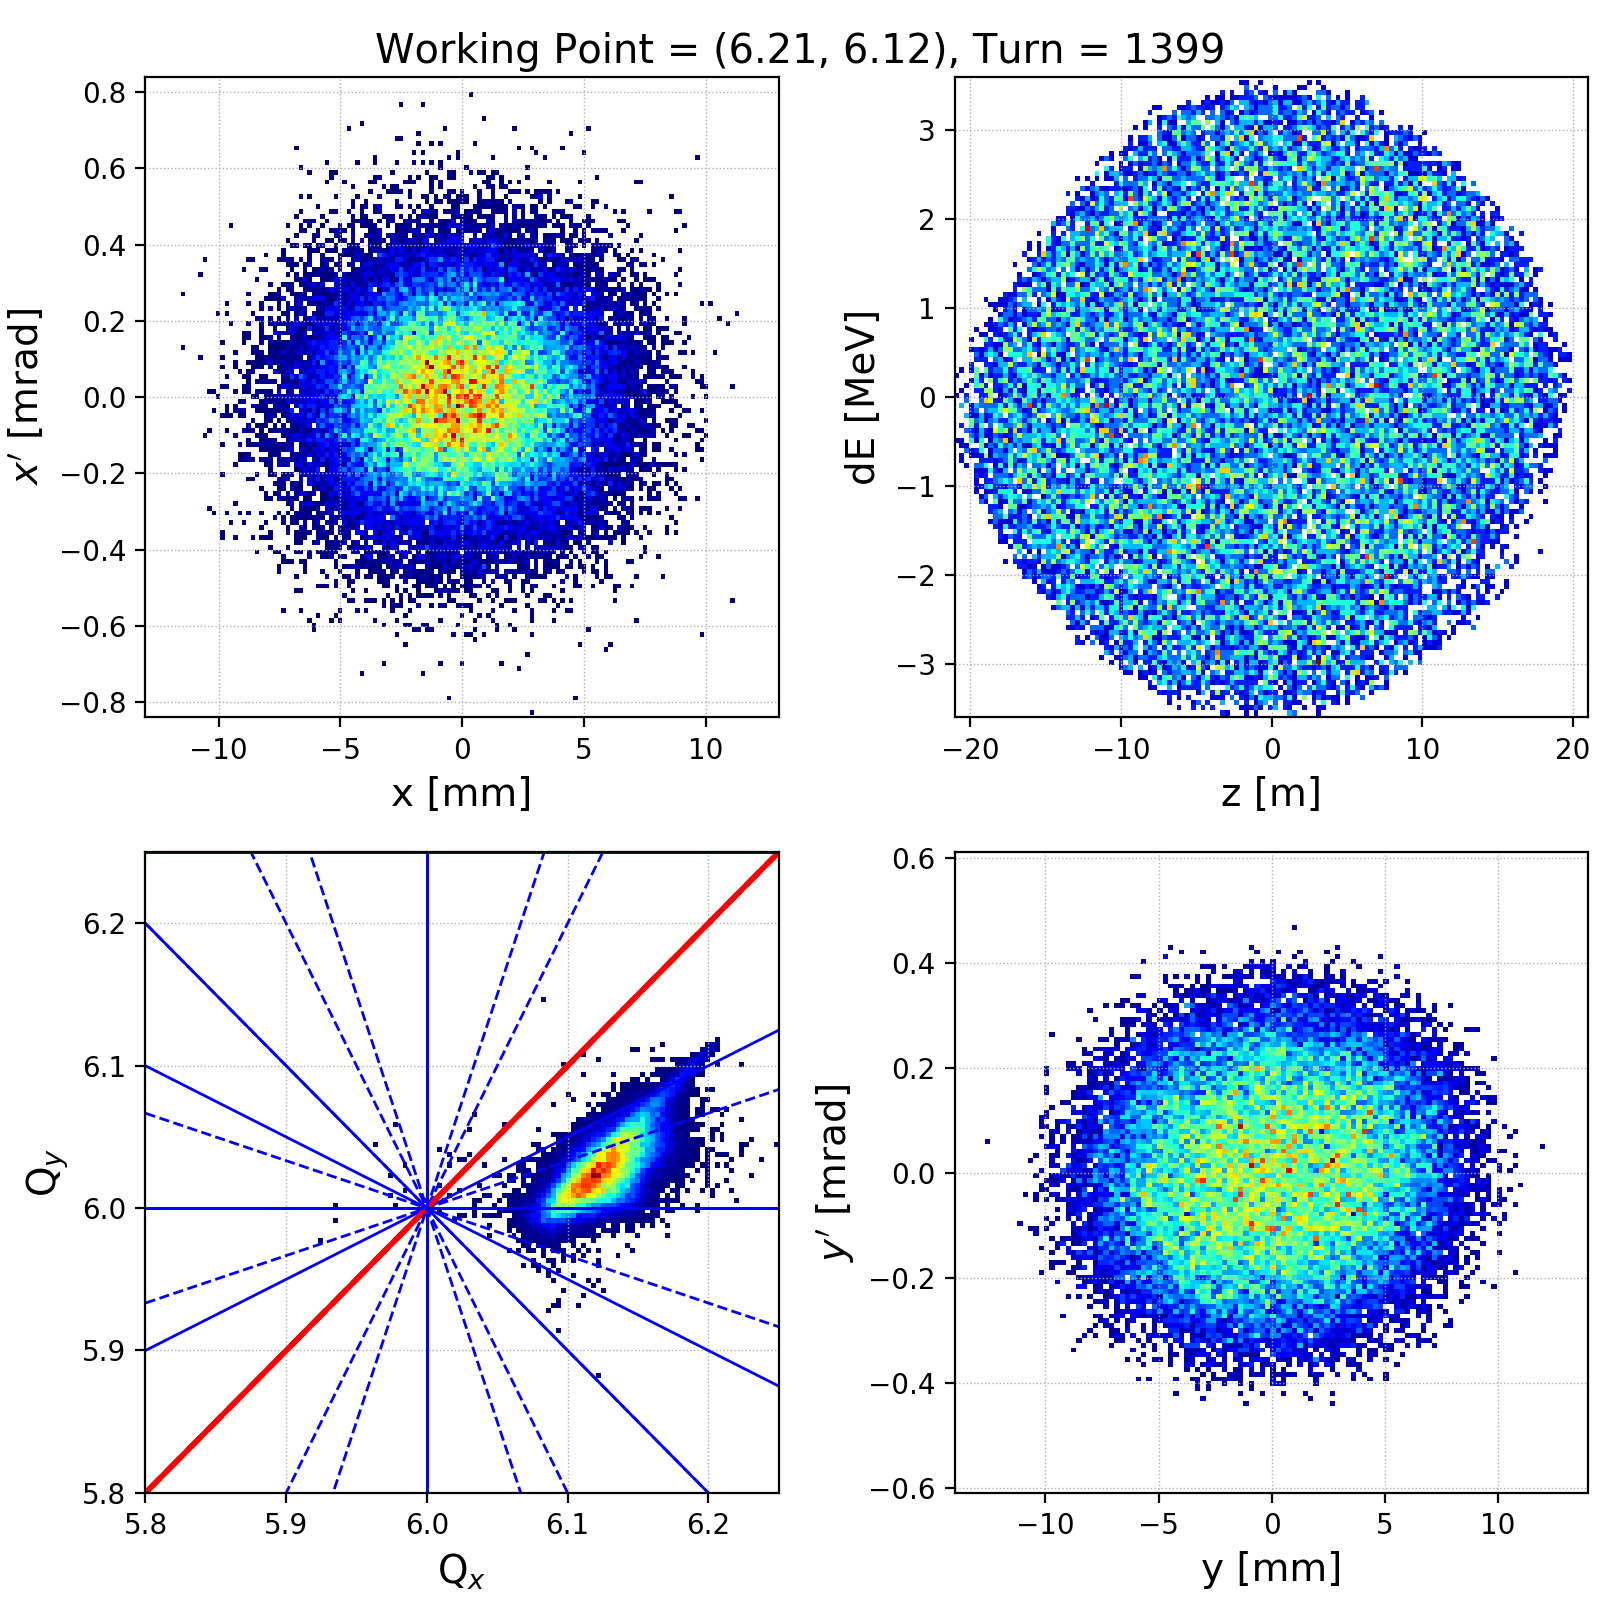 Working Point = (6.21, 6.12), Turn = 1399
0.8
0.6
0.4
0.2
0.0
−0.2
−0.4
−0.6
−0.8
x′ [mrad]
−10 −5 0 5 10
x [mm]
3
2
1
0
−1
−2
−3
dE [MeV]
−20 −10 0 10 20
z [m]
6.2
6.1
6.0
5.9
5.8
Qy
5.8 5.9 6.0 6.1 6.2
Qx
0.6
0.4
0.2
0.0
−0.2
−0.4
−0.6
y′ [mrad]
−10 −5 0 5 10
y [mm]